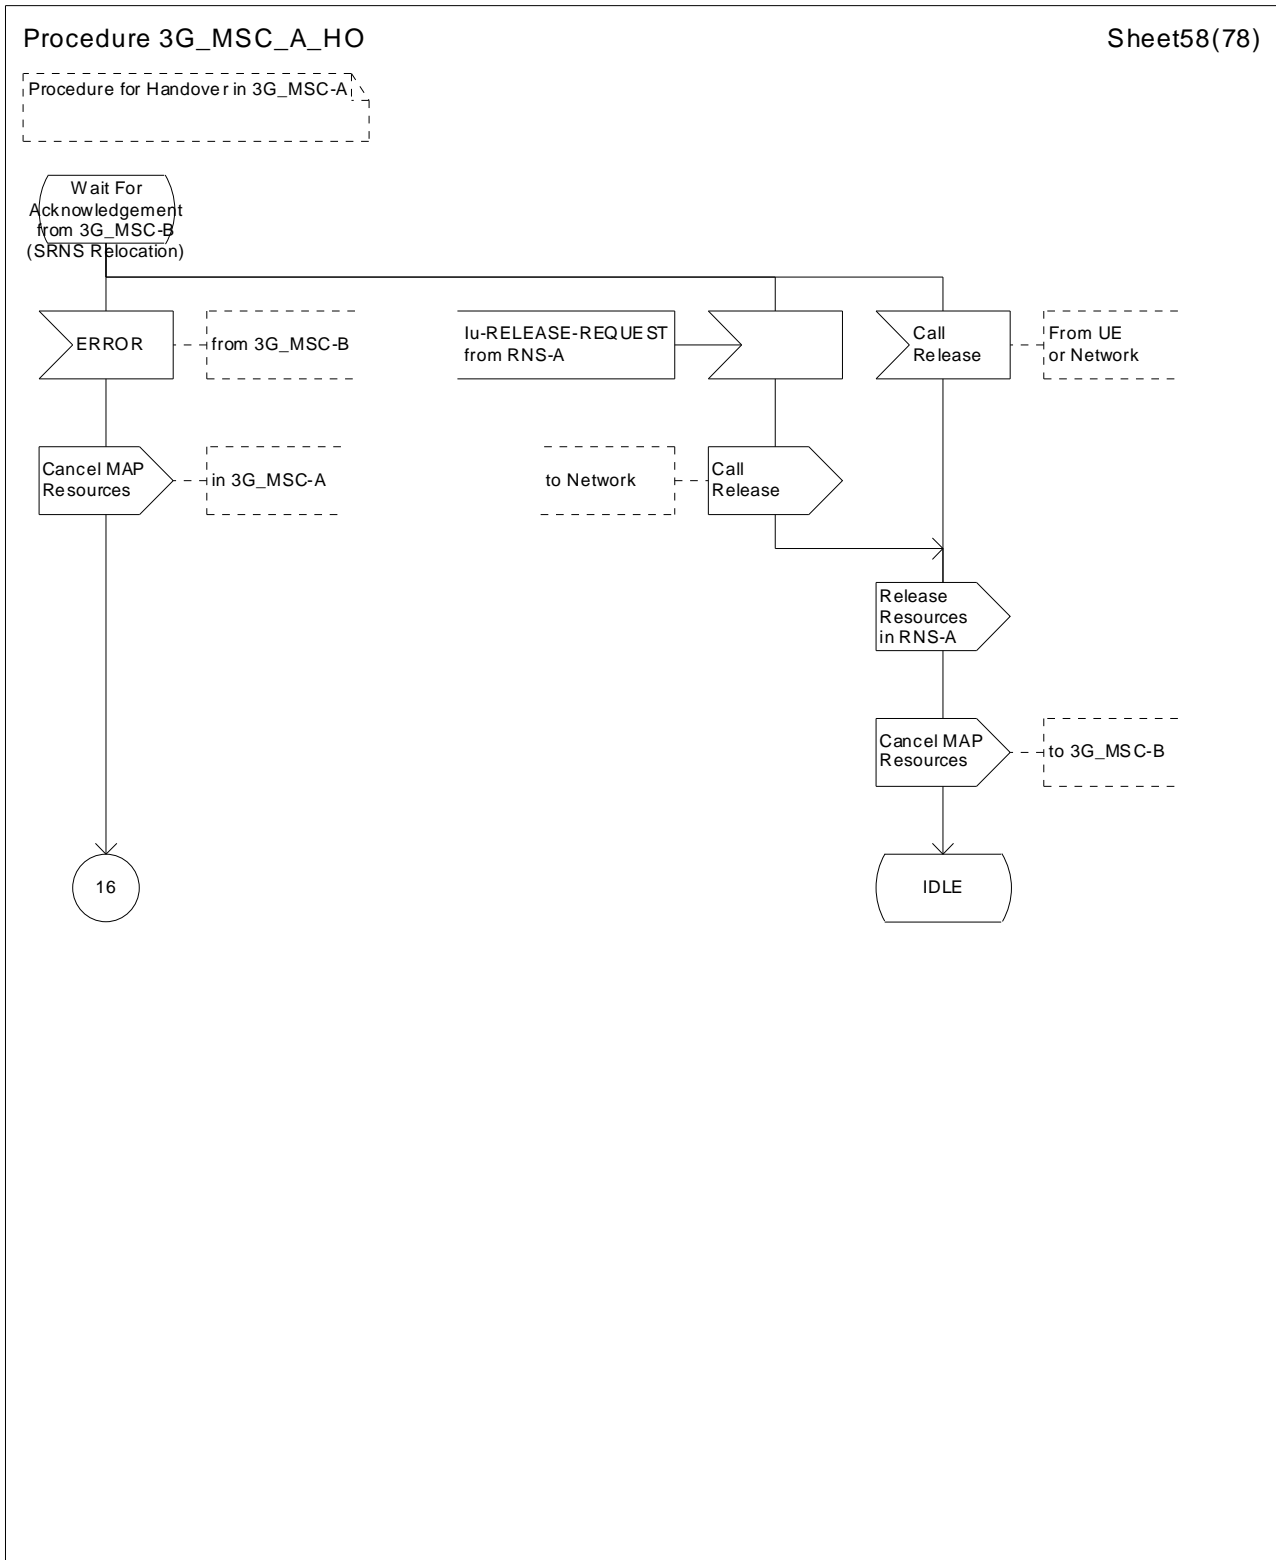 Procedure 3G_MSC_A_HO
Sheet58(78)
Procedure for Handover in 3G_MSC-A
Wait For
Acknowledgement
from 3G_MSC-B
(SRNS Relocation)
ERROR
from 3G_MSC-B
Iu-RELEASE-REQUEST
from RNS-A
Call
Release
From UE
or Network
Cancel MAP
Resources
in 3G_MSC-A
to Network
Call
Release
Release
Resources
in RNS-A
Cancel MAP
Resources
to 3G_MSC-B
16
IDLE